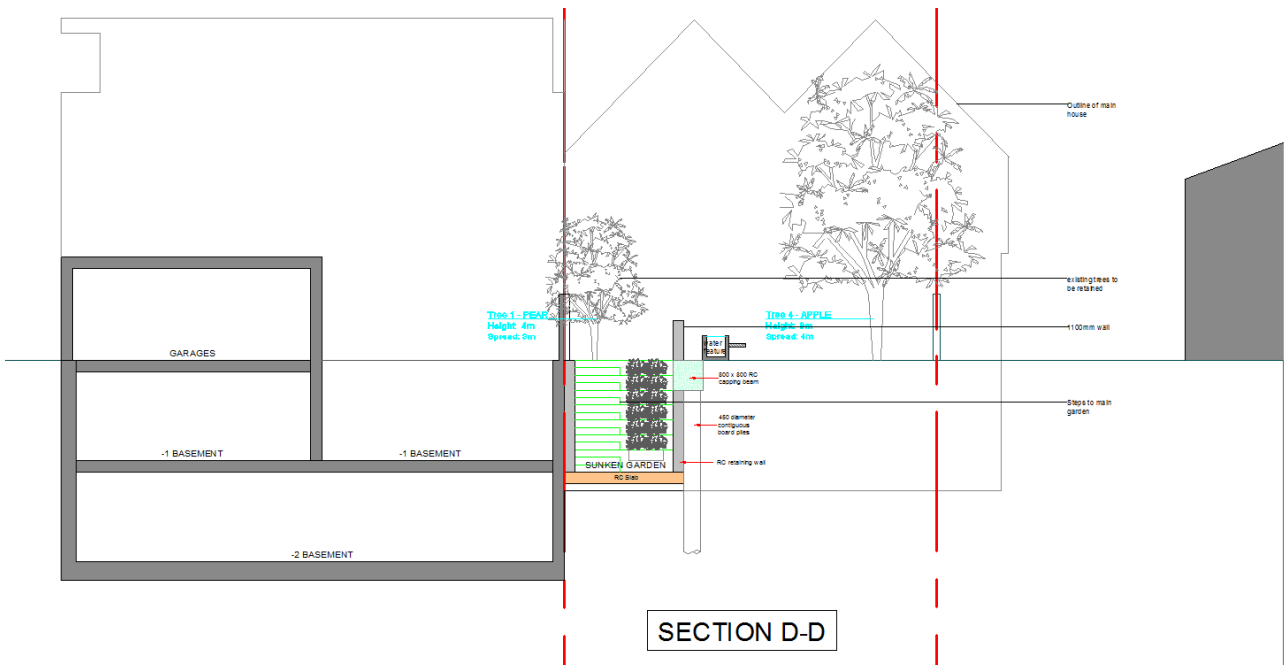 Outline of main
house
existing trees to
be retained
Tree 1 - PEAR
Height: 4m
Spread: 3m
Tree 4 - APPLE
Spread: 4m
1100mm wall
water
feature
GARAGES
800 x 800 RC
capping beam
Steps to main
garden
450 diameter
contiguous
board piles
-1 BASEMENT
-1 BASEMENT
SUNKEN GARDEN
RC retaining wall
RC Slab
-2 BASEMENT
SECTION D-D